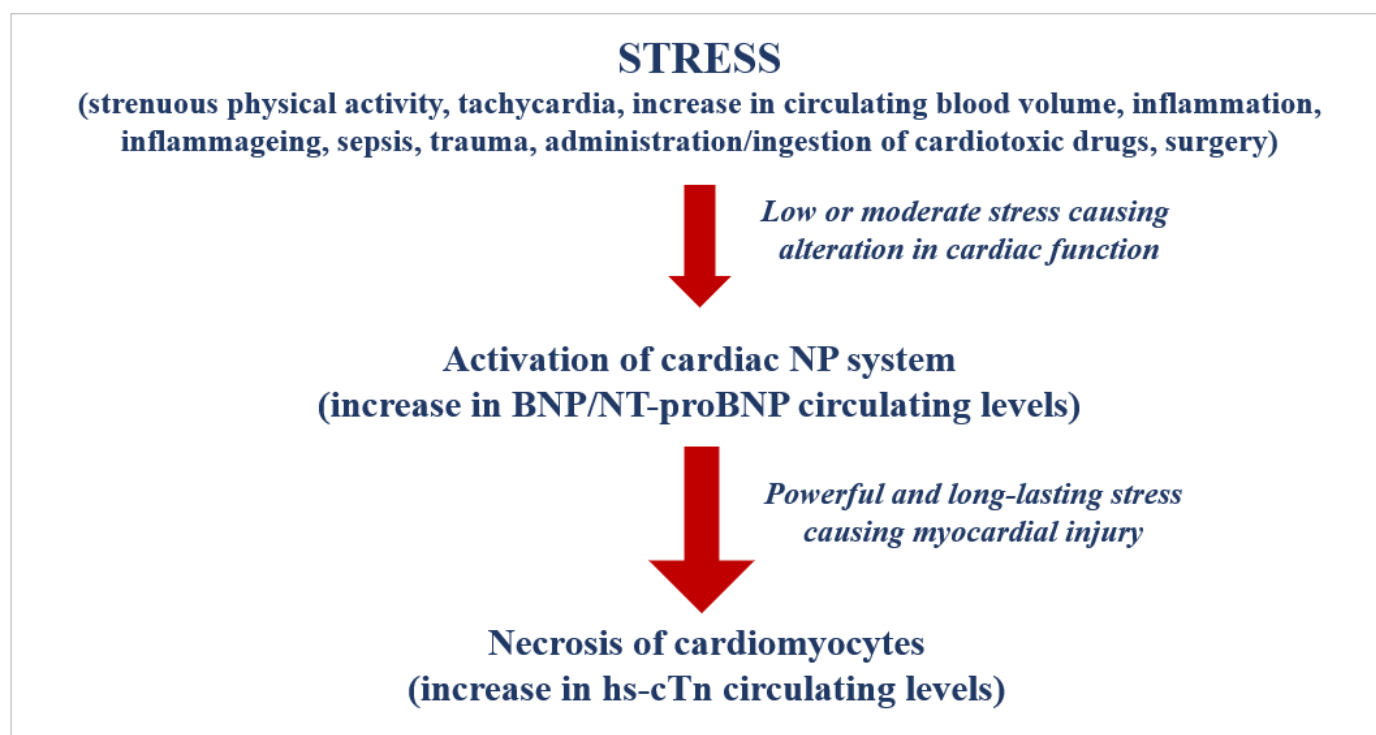 STRESS
(strenuous physical activity, tachycardia, increase in circulating blood volume, inflammation,
inflammageing, sepsis, trauma, administration/ingestion of cardiotoxic drugs, surgery)
Low or moderate stress causing
alteration in cardiac function
Activation of cardiac NP system
(increase in BNP/NT-proBNP circulating levels)
Powerful and long-lasting stress
causing myocardial injury
Necrosis of cardiomyocytes
(increase in hs-cTn circulating levels)